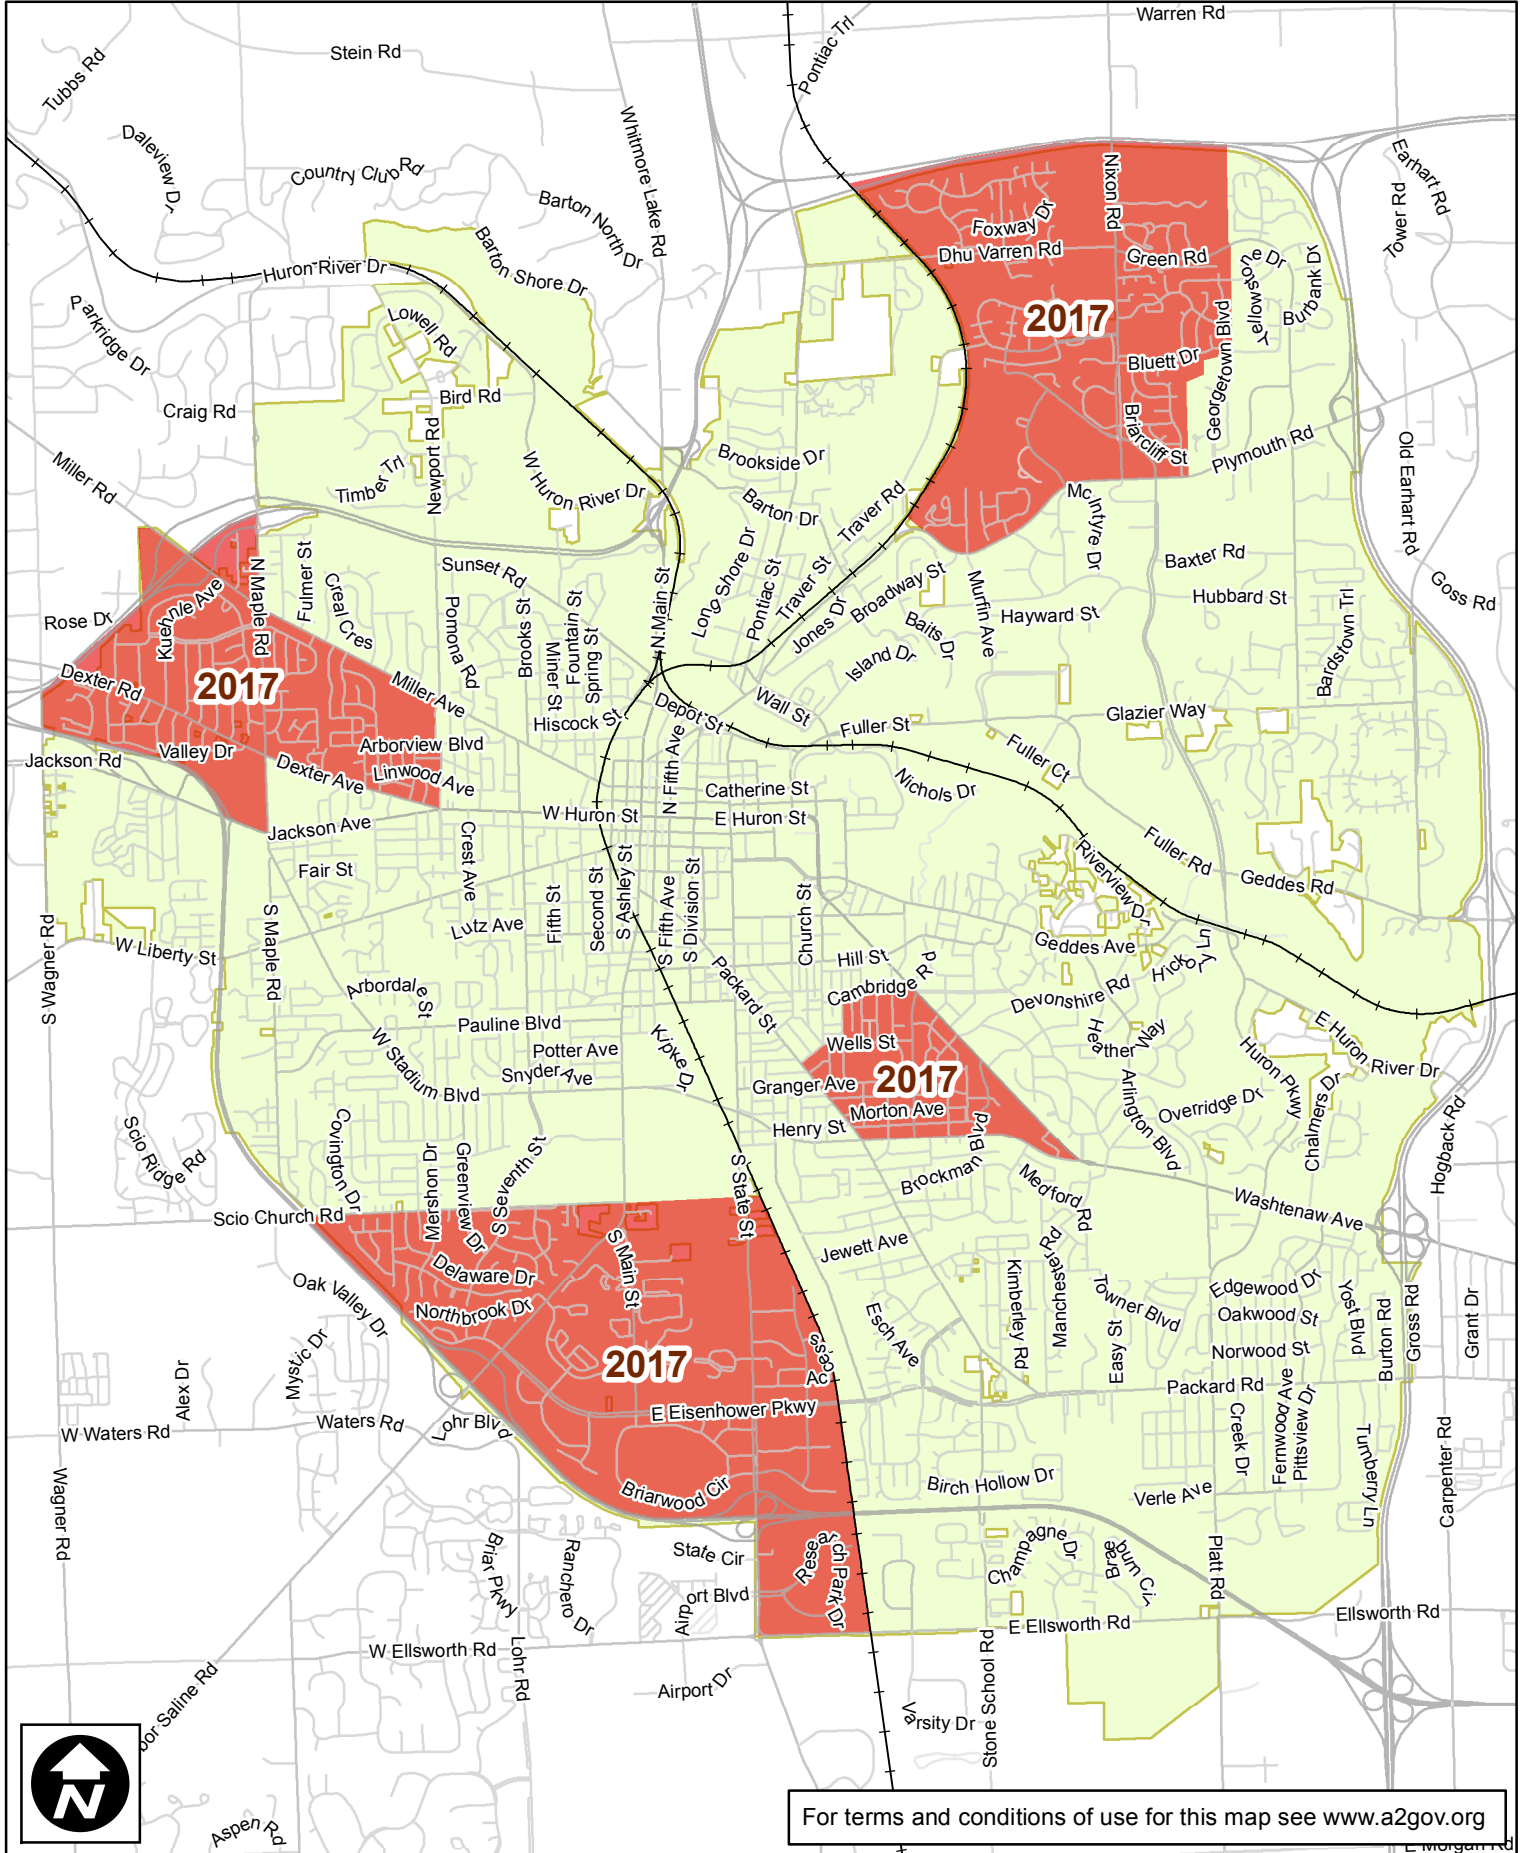 Warren Rd
Pontiac Trl
Stein Rd
Tubbs Rd
Whitmore Lake Rd
Daleview Dr
Country Club Rd
Barton North Dr
Earhart Rd
Tower Rd
Nixon Rd
Foxway Dr
Dhu Varren Rd
Green Rd
Yellowstone Dr
Burbank Dr
Huron River Dr
Barton Shore Dr
Parkridge Dr
Lowell Rd
2017
Bluett Dr
Georgetown Blvd
Craig Rd
Bird Rd
Newport Rd
Briarcliff St
Plymouth Rd
Old Earhart Rd
Miller Rd
Timber Trl
W Huron River Dr
Brookside Dr
Barton Dr
Traver Rd
McIntyre Dr
Baxter Rd
Goss Rd
Hubbard St
Bardstown Trl
N Maple Rd
Fulmer St
Creal Cres
Sunset Rd
Pomona Rd
Brooks St
Miner St
Fountain St
Spring St
N Main St
Long Shore Dr
Pontiac St
Traver St
Jones Dr
Broadway St
Baits Dr
Island Dr
Murfin Ave
Hayward St
Rose Dr
Kuehnle Ave
Dexter Rd
2017
Miller Ave
Hiscock St
Depot St
Wall St
Fuller St
Glazier Way
Fuller Ct
Jackson Rd
Valley Dr
Arborview Blvd
Linwood Ave
Dexter Ave
N Fifth Ave
Catherine St
Nichols Dr
W Huron St
E Huron St
Jackson Ave
Fair St
Crest Ave
Riverview Dr
Fuller Rd
Geddes Rd
Lutz Ave
Fifth St
Second St
S Ashley St
S Fifth Ave
S Division St
Church St
S Wagner Rd
W Liberty St
S Maple Rd
Hill St
Geddes Ave
Hickory Ln
Packard St
Cambridge Rd
Devonshire Rd
Arbordale St
Pauline Blvd
W Stadium Blvd
Potter Ave
Snyder Ave
Kipke Dr
Wells St
Granger Ave
2017
Morton Ave
Henry St
Heather Way
Arlington Blvd
Overridge Dr
Huron Pkwy
E Huron River Dr
Chalmers Dr
Hogback Rd
Scio Ridge Rd
Covington Dr
Mershon Dr
Greenview Dr
S Seventh St
S State St
Brockman Blvd
Medford Rd
Washtenaw Ave
Scio Church Rd
Delaware Dr
Northbrook Dr
S Main St
Jewett Ave
Oak Valley Dr
Esch Ave
Kimberley Rd
Manchester Rd
Towner Blvd
Easy St
Edgewood Dr
Oakwood St
Norwood St
Yost Blvd
Burton Rd
Gross Rd
Grant Dr
Mystic Dr
Alex Dr
2017
Access
Packard Rd
E Eisenhower Pkwy
Creek Dr
Fernwood Ave
Pittsview Dr
Tumberry Ln
Carpenter Rd
W Waters Rd
Waters Rd
Lohr Blvd
Wagner Rd
Briarwood Cir
Birch Hollow Dr
Verle Ave
Platt Rd
Briar Pkwy
Ranchero Dr
State Cir
Airport Blvd
Research Park Dr
Champagne Dr
Braeburn Cir
E Ellsworth Rd
Ellsworth Rd
W Ellsworth Rd
Lohr Rd
Airport Dr
Varsity Dr
Stone School Rd
bor Saline Rd
Aspen Rd
N
For terms and conditions of use for this map see www.a2gov.org
E Morgan Rd